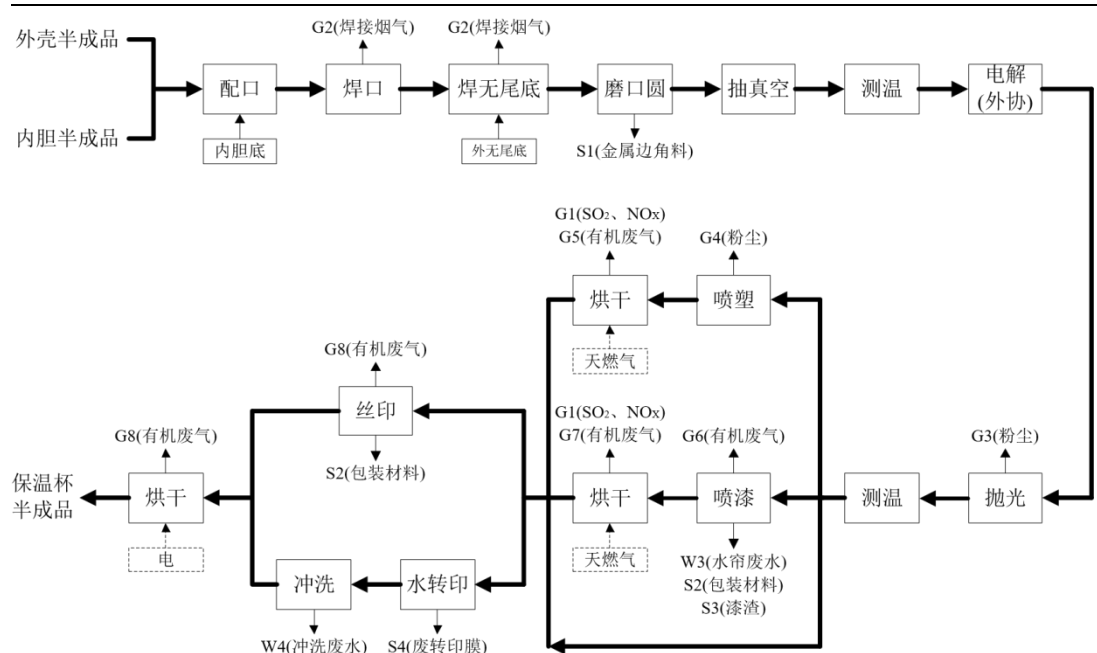 G2(焊接烟气)
G2(焊接烟气)
外壳半成品
配口
焊口
焊无尾底
磨口圆
抽真空
测温
电解
(外协)
内胆半成品
内胆底
外无尾底
S1(金属边角料)
G1(SO₂、NOx)
G5(有机废气)
G4(粉尘)
烘干
喷塑
天燃气
G8(有机废气)
丝印
S2(包装材料)
G1(SO₂、NOx)
G7(有机废气)
G6(有机废气)
G3(粉尘)
G8(有机废气)
保温杯
半成品
烘干
烘干
喷漆
测温
抛光
电
天燃气
W3(水帘废水)
S2(包装材料)
S3(漆渣)
冲洗
水转印
W4(冲洗废水)
S4(废转印膜)